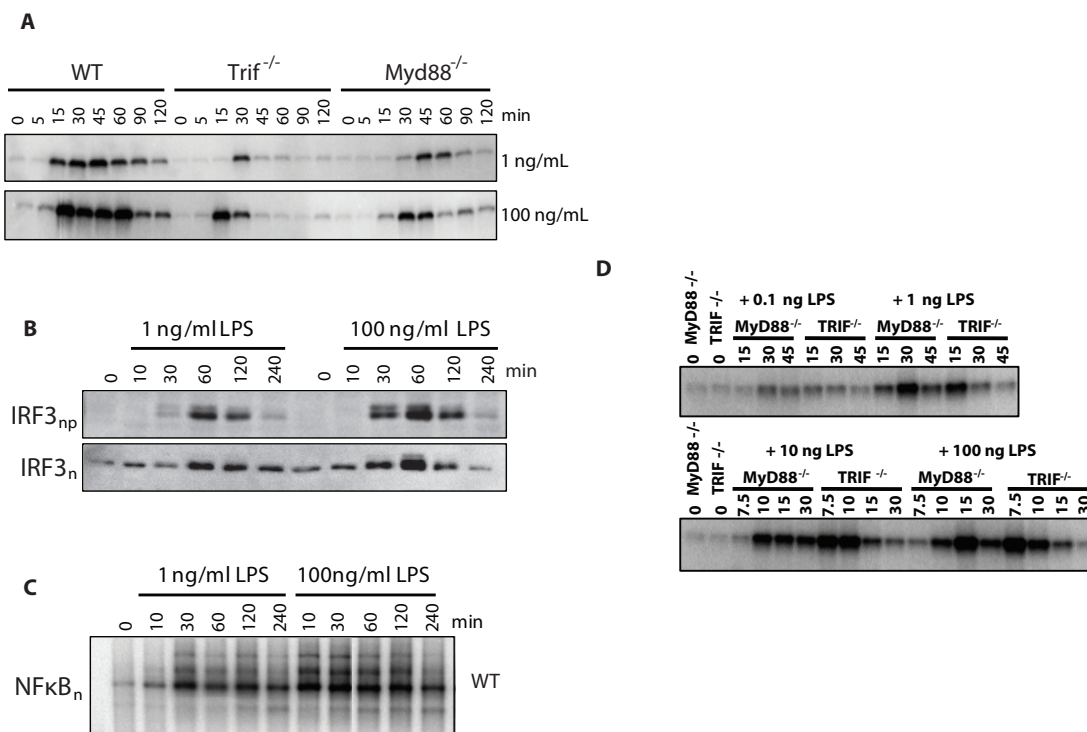 A
WT Trif -/- Myd88 -/-
0 5 15 30 45 60 90 120 0 5 15 30 45 60 90 120 0 5 15 30 45 60 90 120 min
1 ng/mL
100 ng/mL
B
1 ng/ml LPS 100 ng/ml LPS
0 10 30 60 120 240 0 10 30 60 120 240 min
IRF3np
IRF3n
C
1 ng/ml LPS 100ng/ml LPS
0 10 30 60 120 240 10 30 60 120 240 min
NFκBn WT
D
0 MyD88 -/- 0 TRIF -/-
+ 0.1 ng LPS + 1 ng LPS
MyD88-/- TRIF-/- MyD88-/- TRIF-/-
15 30 45 15 30 45 15 30 45 15 30 45
0 MyD88 -/- 0 TRIF -/-
+ 10 ng LPS + 100 ng LPS
MyD88-/- TRIF -/- MyD88-/- TRIF-/-
7.5 10 15 30 7.5 10 15 30 7.5 10 15 30 7.5 10 15 30